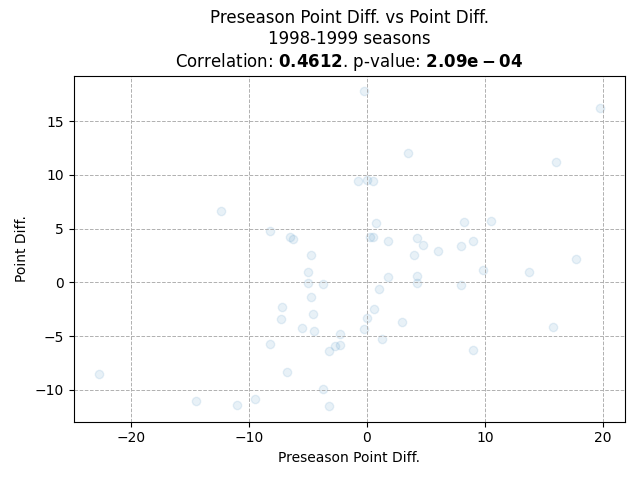 Preseason Point Diff. vs Point Diff.
1998-1999 seasons
Correlation: 0.4612. p-value: 2.09e − 04
15
10
5
0
−5
−10
Point Diff.
−20
−10
0
10
20
Preseason Point Diff.